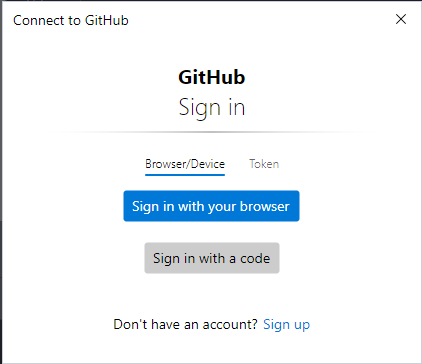 Connect to GitHub
GitHub
Sign in
Browser/Device Token
Sign in with your browser
Sign in with a code
Don't have an account? Sign up